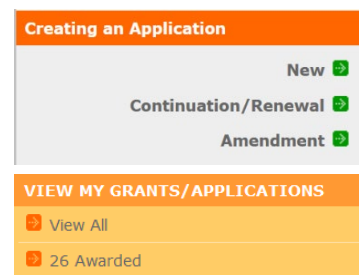 Creating an Application
New
Continuation/Renewal
Amendment
VIEW MY GRANTS/APPLICATIONS
View All
26 Awarded